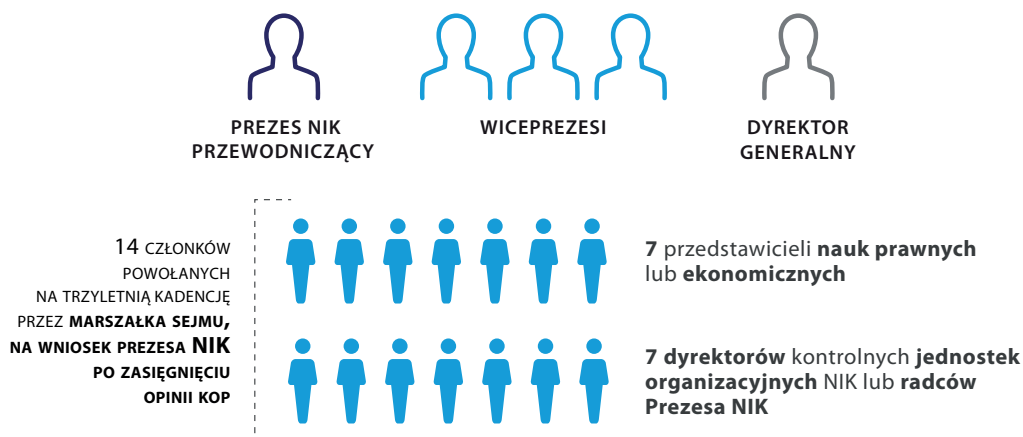 PREZES NIK
PRZEWODNICZĄCY
WICEPREZESI
DYREKTOR
GENERALNY
14 CZŁONKÓW
POWOŁANYCH
NA TRZYLETNIĄ KADENCJĘ
PRZEZ MARSZAŁKA SEJMU,
NA WNIOSEK PREZESA NIK
PO ZASIĘGNIĘCIU
OPINII KOP
7 przedstawicieli nauk prawnych
lub ekonomicznych
7 dyrektorów kontrolnych jednostek
organizacyjnych NIK lub radców
Prezesa NIK